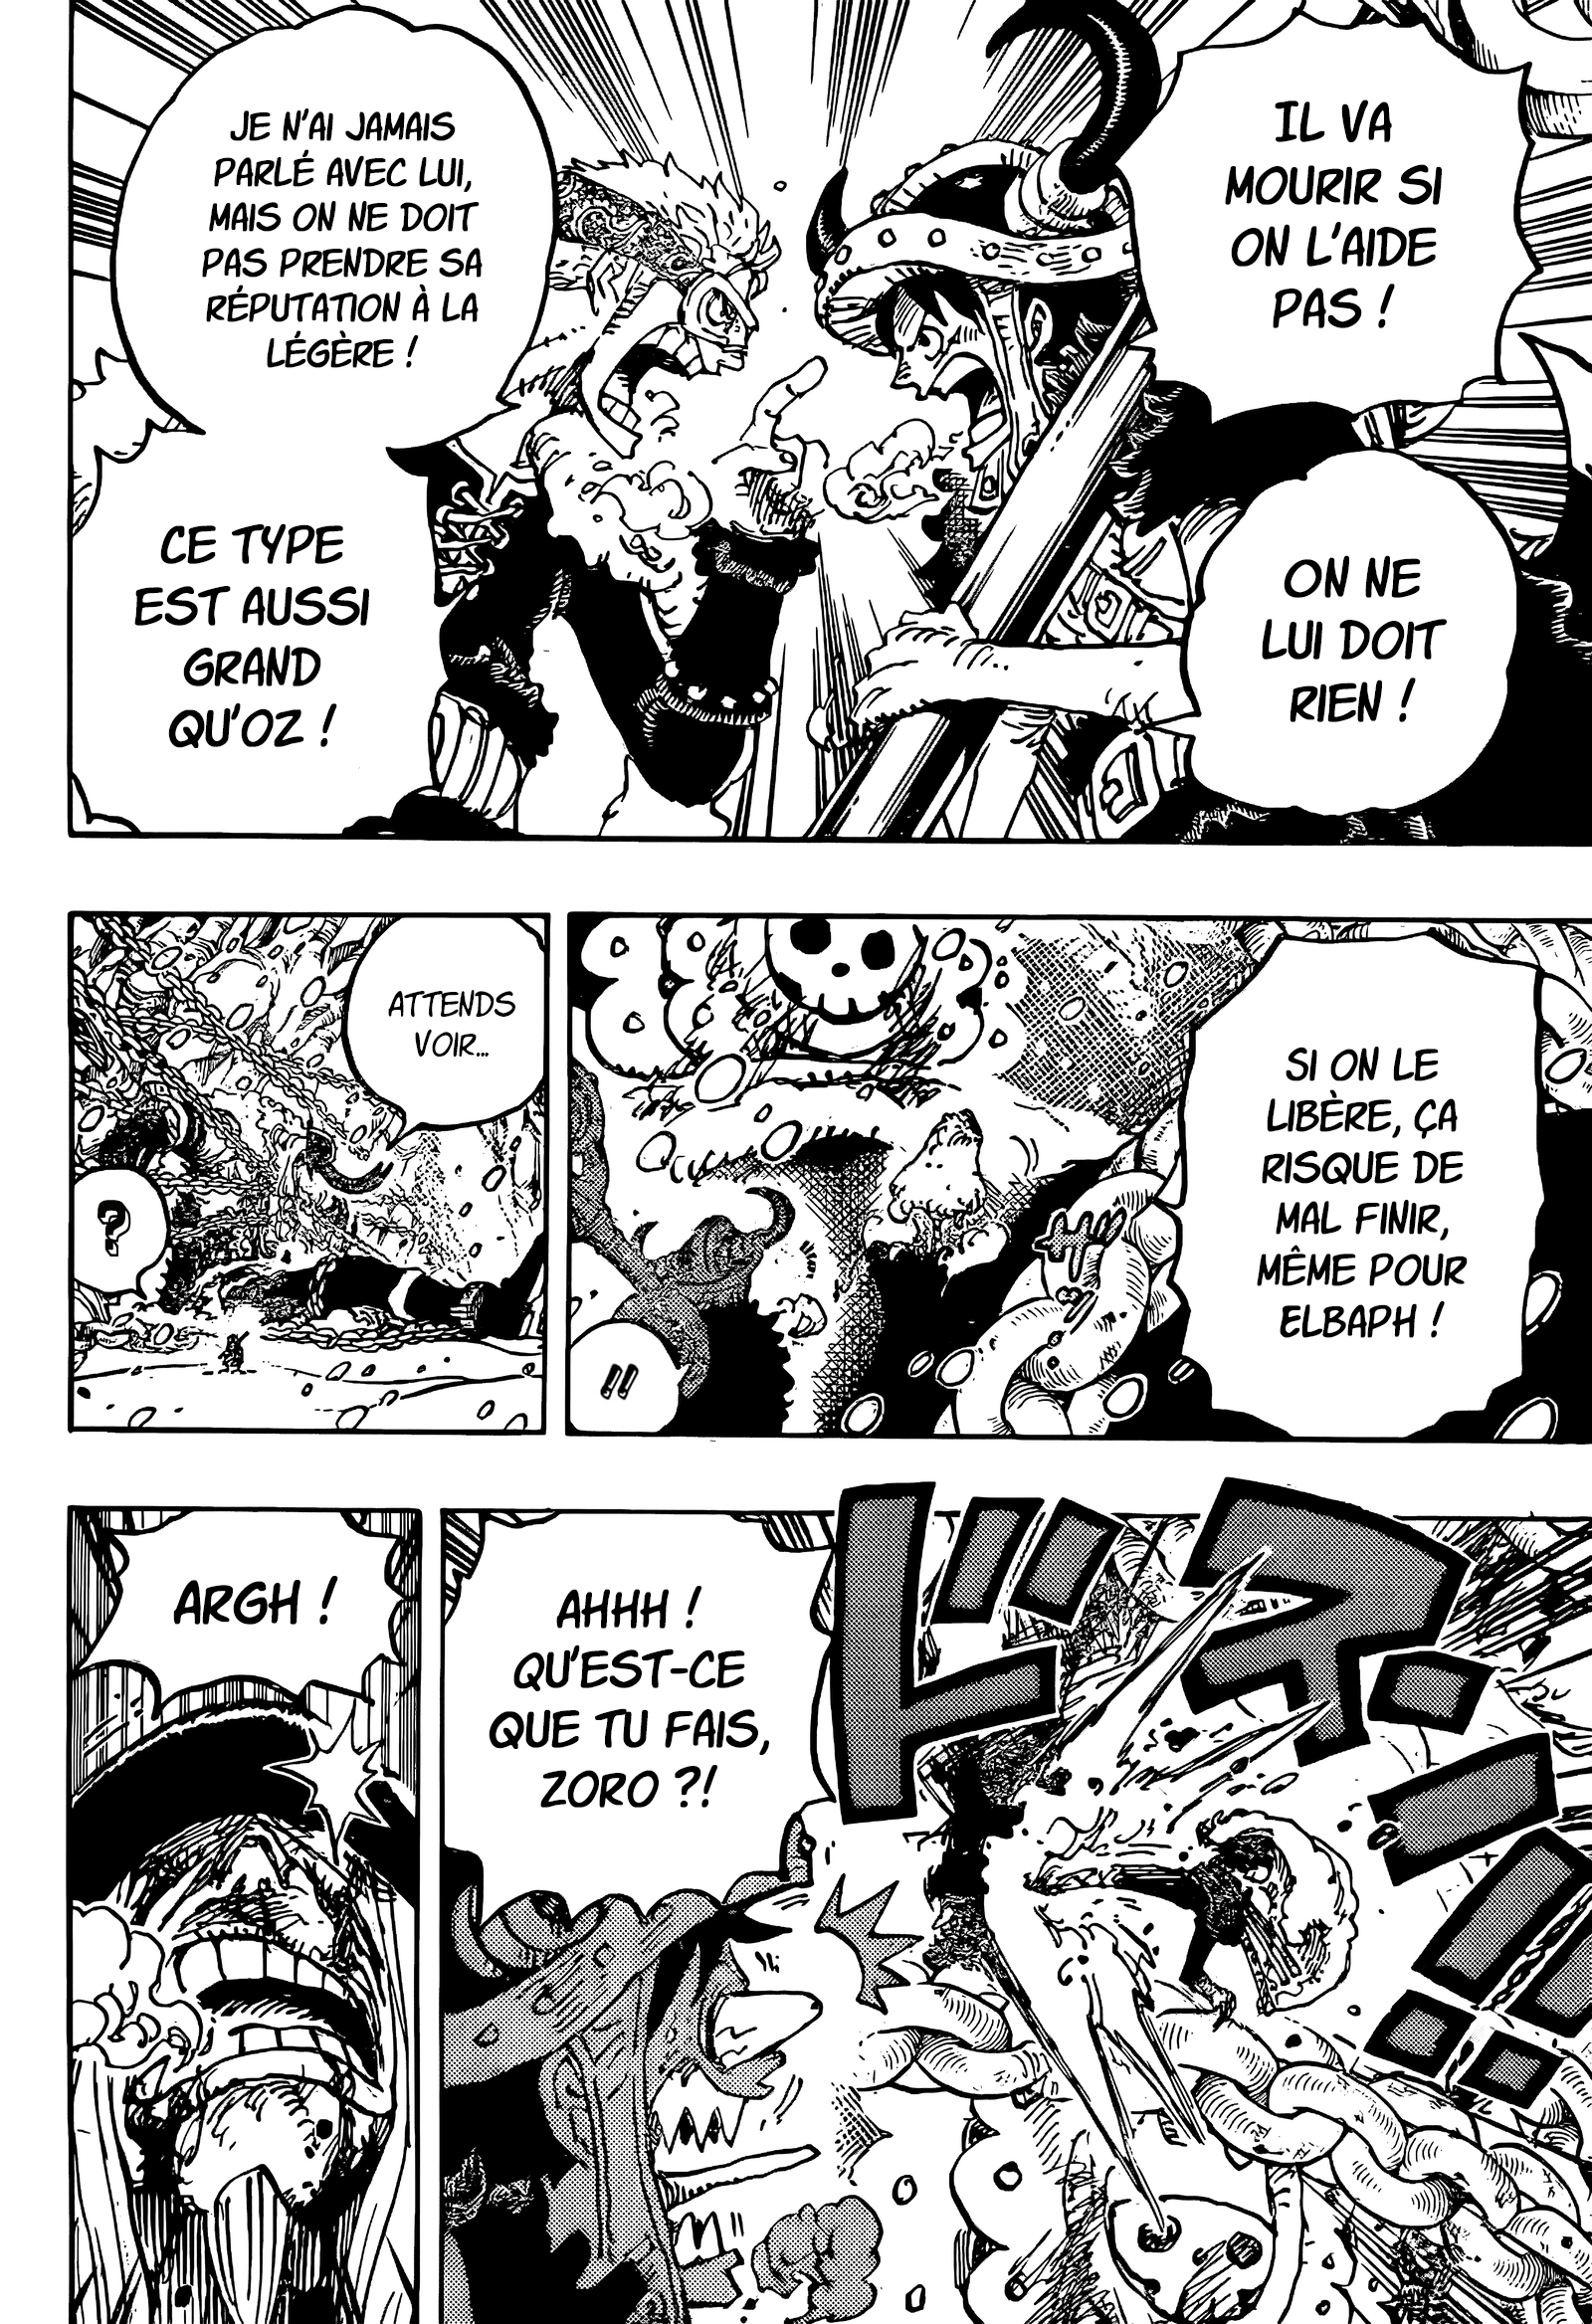 IL VA
MOURIR SI
ON L'AIDE
PAS !
ON NE
LUI DOIT
RIEN !
JE N'AI JAMAIS
PARLÉ AVEC LUI,
MAIS ON NE DOIT
PAS PRENDRE SA
RÉPUTATION À LA
LÉGÈRE !
CE TYPE
EST AUSSI
GRAND
QU'OZ !
SI ON LE
LIBÈRE, ÇA
RISQUE DE
MAL FINIR,
MÊME POUR
ELBAPH !
!!
ATTENDS
VOIR...
?
AHHH !
QU'EST-CE
QUE TU FAIS,
ZORO ?!
ARGH !